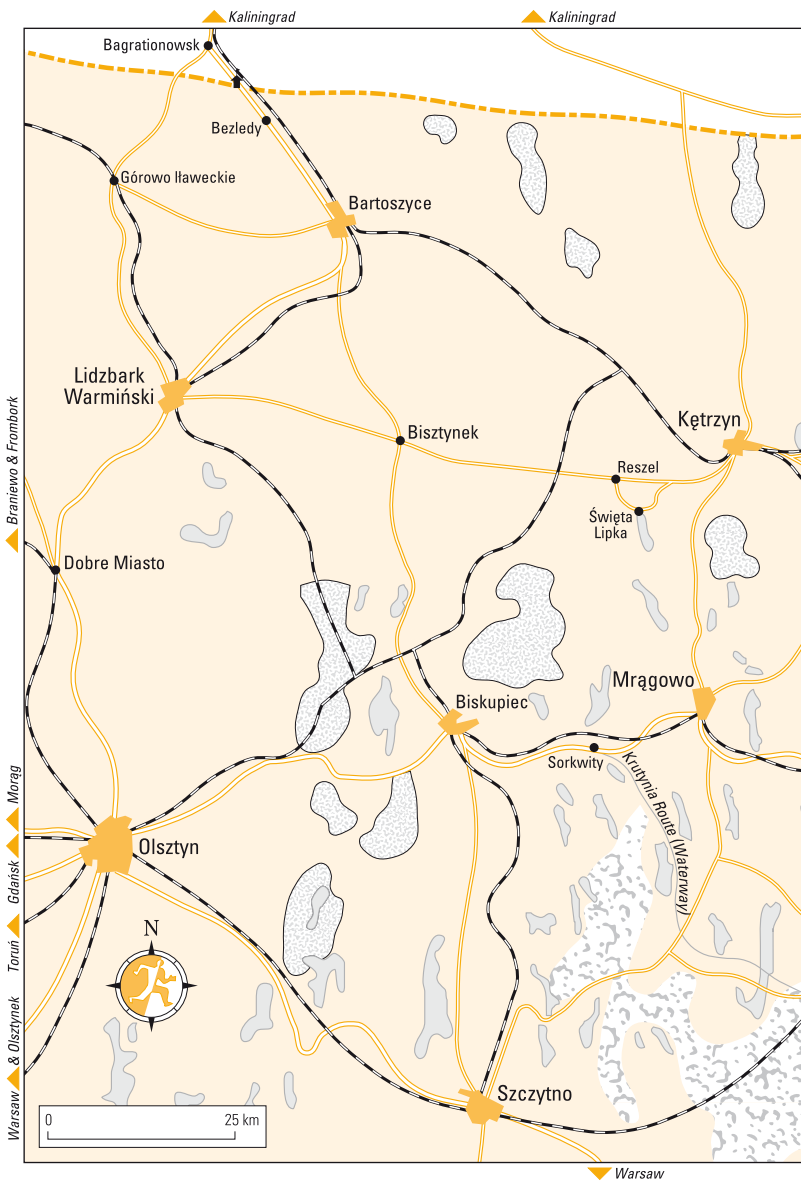 Kaliningrad
Kaliningrad
Bagrationowsk
Bezledy
Górowo Iławeckie
Bartoszyce
Lidzbark
Warmiński
Kętrzyn
Braniewo & Frombork
Bisztynek
Reszel
Święta
Lipka
Dobre Miasto
Mrągowo
Biskupiec
Sorkwity
Krutynia Route (Waterway)
Morąg
Olsztyn
Gdańsk
Toruń
N
Warsaw & Olsztynek
Szczytno
0
25 km
Warsaw